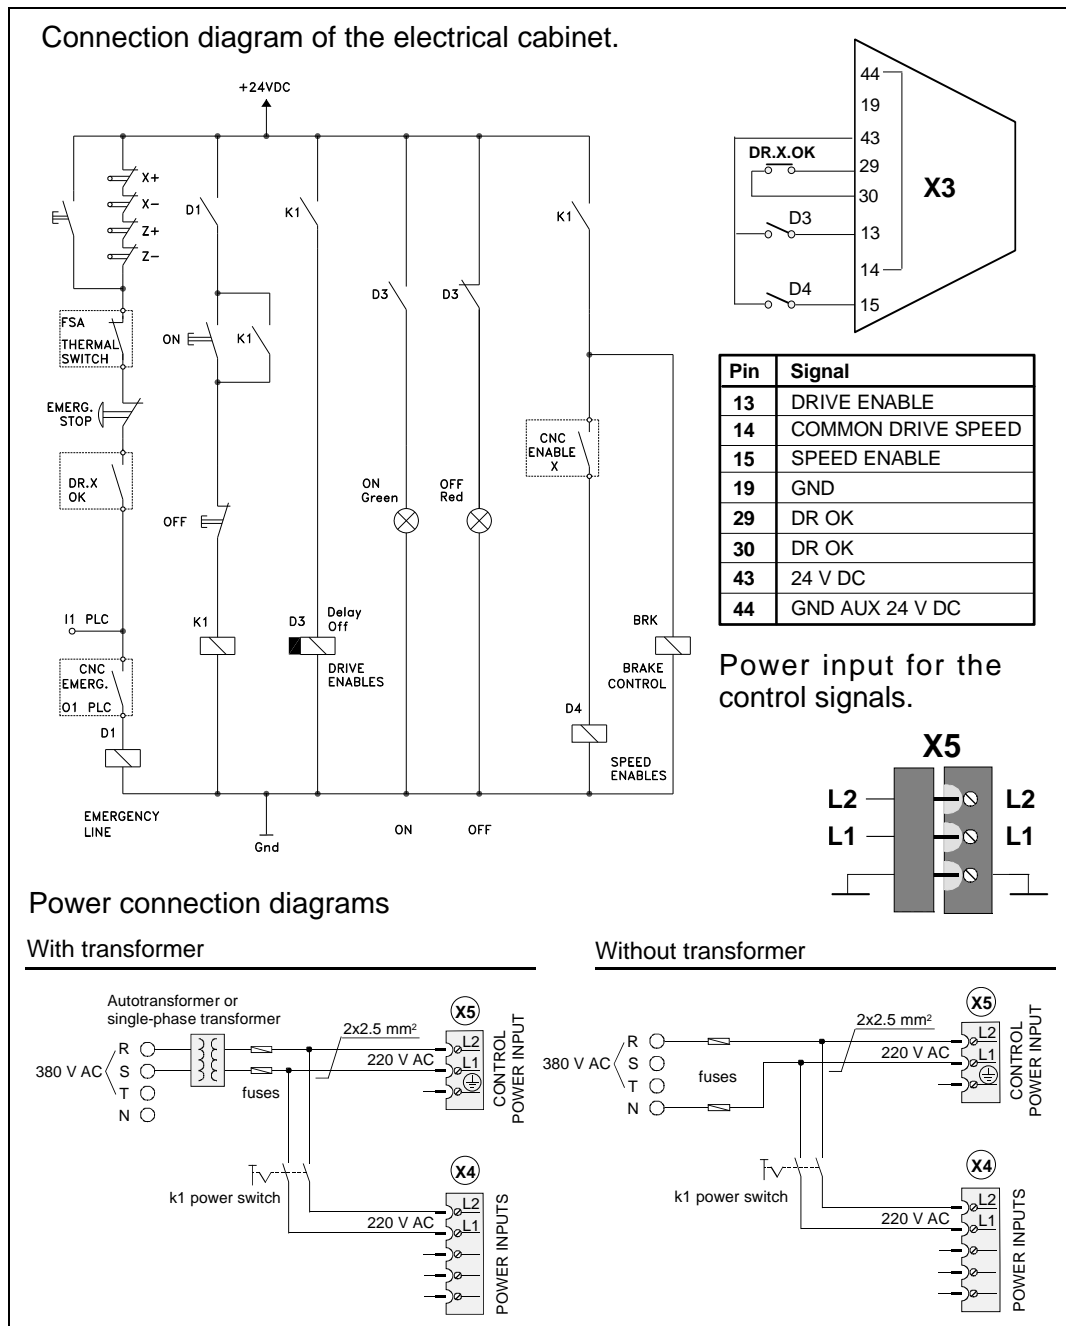 Connection diagram of the electrical cabinet.
+24VDC
X+
X-
Z+
Z-
D1
K1
K1
D3
D3
FSA
THERMAL
SWITCH
ON
K1
EMERG.
STOP
DR.X
OK
OFF
ON
Green
OFF
Red
CNC
ENABLE
X
I1 PLC
CNC
EMERG.
O1 PLC
D1
K1
D3
Delay
Off
DRIVE
ENABLES
BRK
BRAKE
CONTROL
D4
SPEED
ENABLES
EMERGENCY
LINE
Gnd
ON
OFF
44
19
43
DR.X.OK
29
30
X3
D3
13
14
D4
15
Pin Signal
13 DRIVE ENABLE
14 COMMON DRIVE SPEED
15 SPEED ENABLE
19 GND
29 DR OK
30 DR OK
43 24 V DC
44 GND AUX 24 V DC
Power input for the
control signals.
X5
L2 L2
L1 L1
Power connection diagrams
With transformer
Autotransformer or
single-phase transformer
380 V AC
R
S
T
N
fuses
2x2.5 mm²
220 V AC
X5
L2
L1
CONTROL
POWER INPUT
k1 power switch
X4
220 V AC
L2
L1
POWER INPUTS
Without transformer
380 V AC
R
S
T
N
fuses
2x2.5 mm²
220 V AC
X5
L2
L1
CONTROL
POWER INPUT
k1 power switch
X4
220 V AC
L2
L1
POWER INPUTS